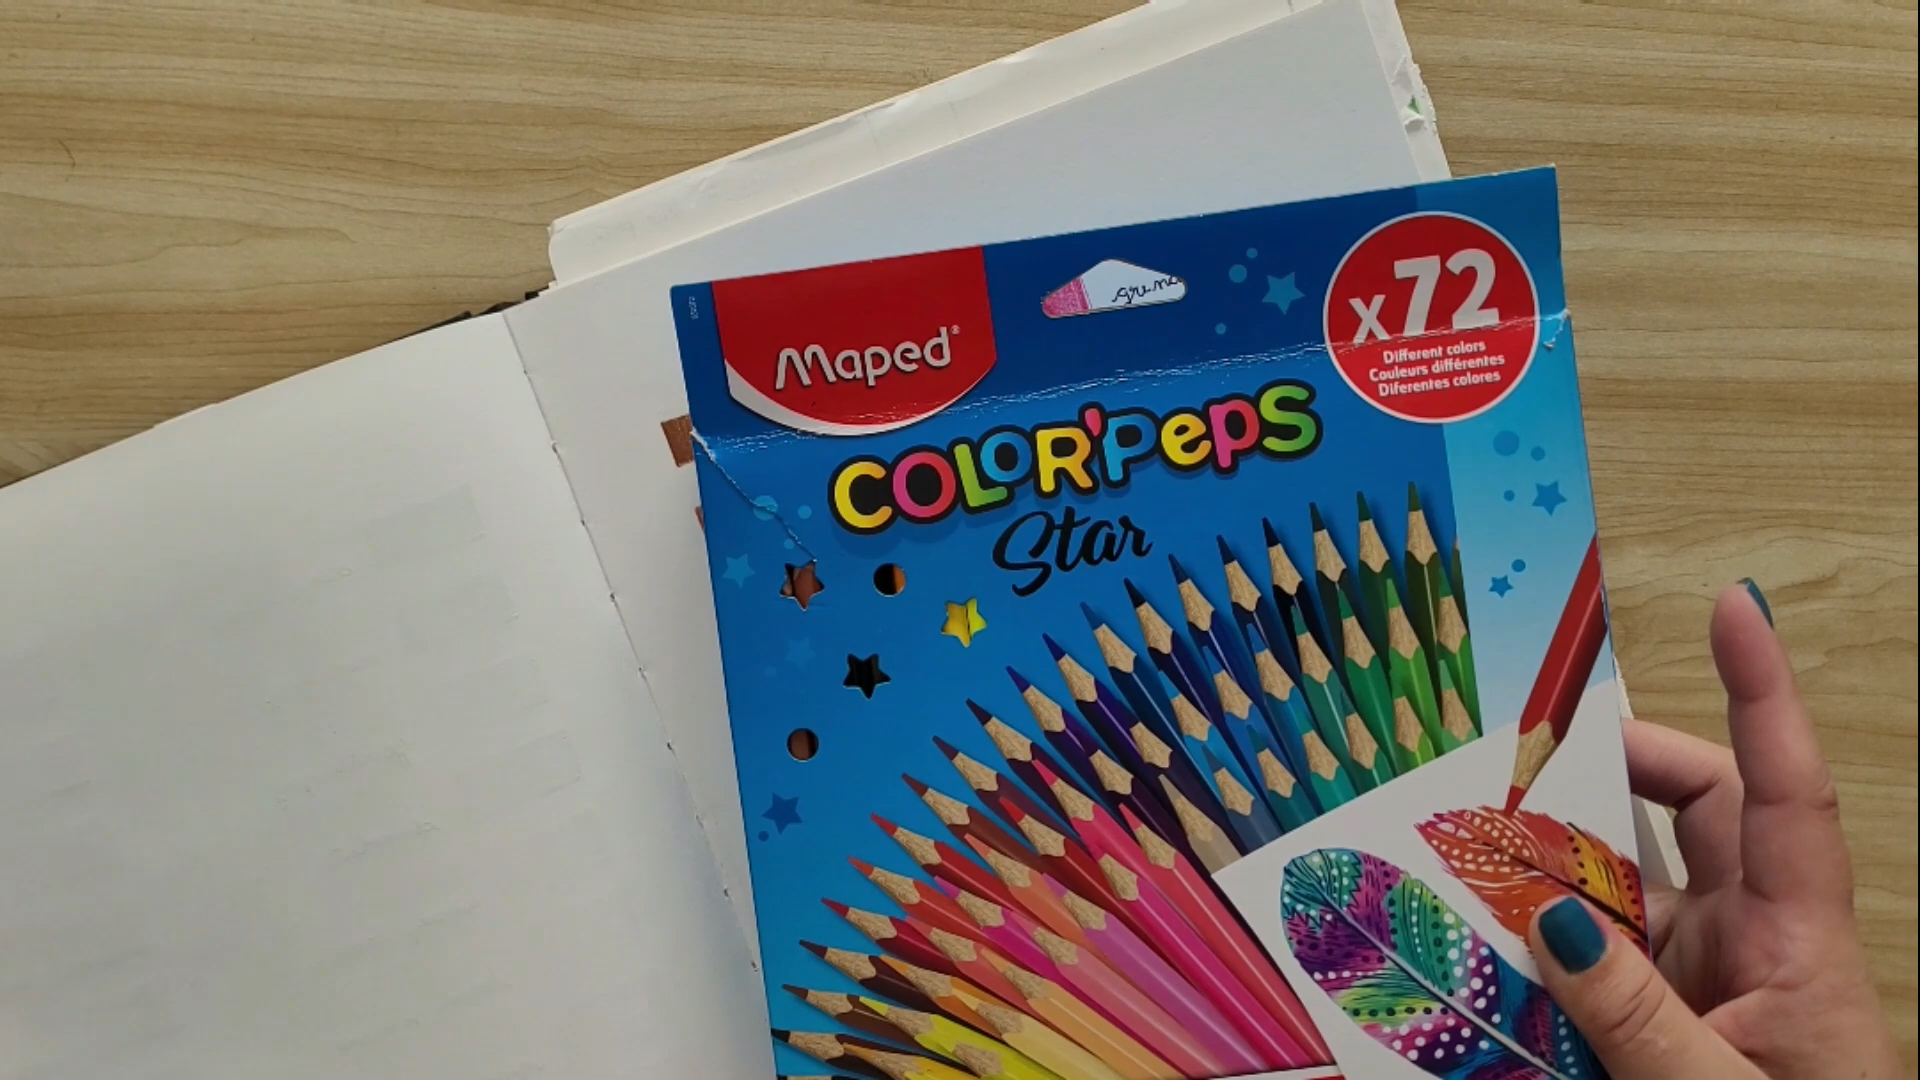 Maped®
x72
Different colors
Couleurs différentes
Diferentes colores
COLOR'Peps
Star